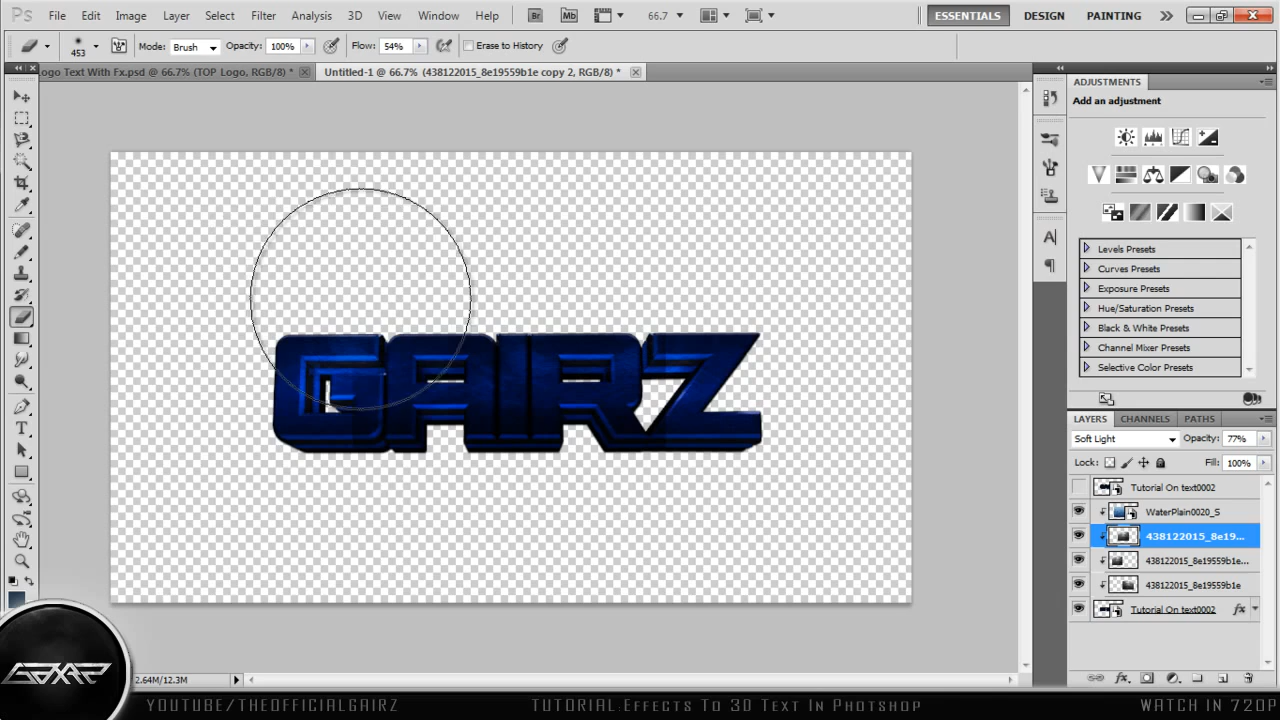 Ps File Edit Image Layer Select Filter Analysis 3D View Window Help Br Mb 66.7 ESSENTIALS DESIGN PAINTING
453 Mode: Brush Opacity: 100% Flow: 54% Erase to History
ogo Text With Fx.psd @ 66.7% (TOP Logo, RGB/8) * Untitled-1 @ 66.7% (438122015_8e19559b1e copy 2, RGB/8) *
ADJUSTMENTS
Add an adjustment
Levels Presets
Curves Presets
Exposure Presets
Hue/Saturation Presets
Black & White Presets
Channel Mixer Presets
Selective Color Presets
GAIRZ
LAYERS CHANNELS PATHS
Soft Light Opacity: 77%
Lock: Fill: 100%
Tutorial On text0002
WaterPlain0020_S
438122015_8e19...
438122015_8e19559b1e...
438122015_8e19559b1e
Tutorial On text0002 fx
2.64M/12.3M
YOUTUBE/THEOFFICIALGAIRZ TUTORIAL:Effects To 3D Text In Photshop WATCH IN 720P